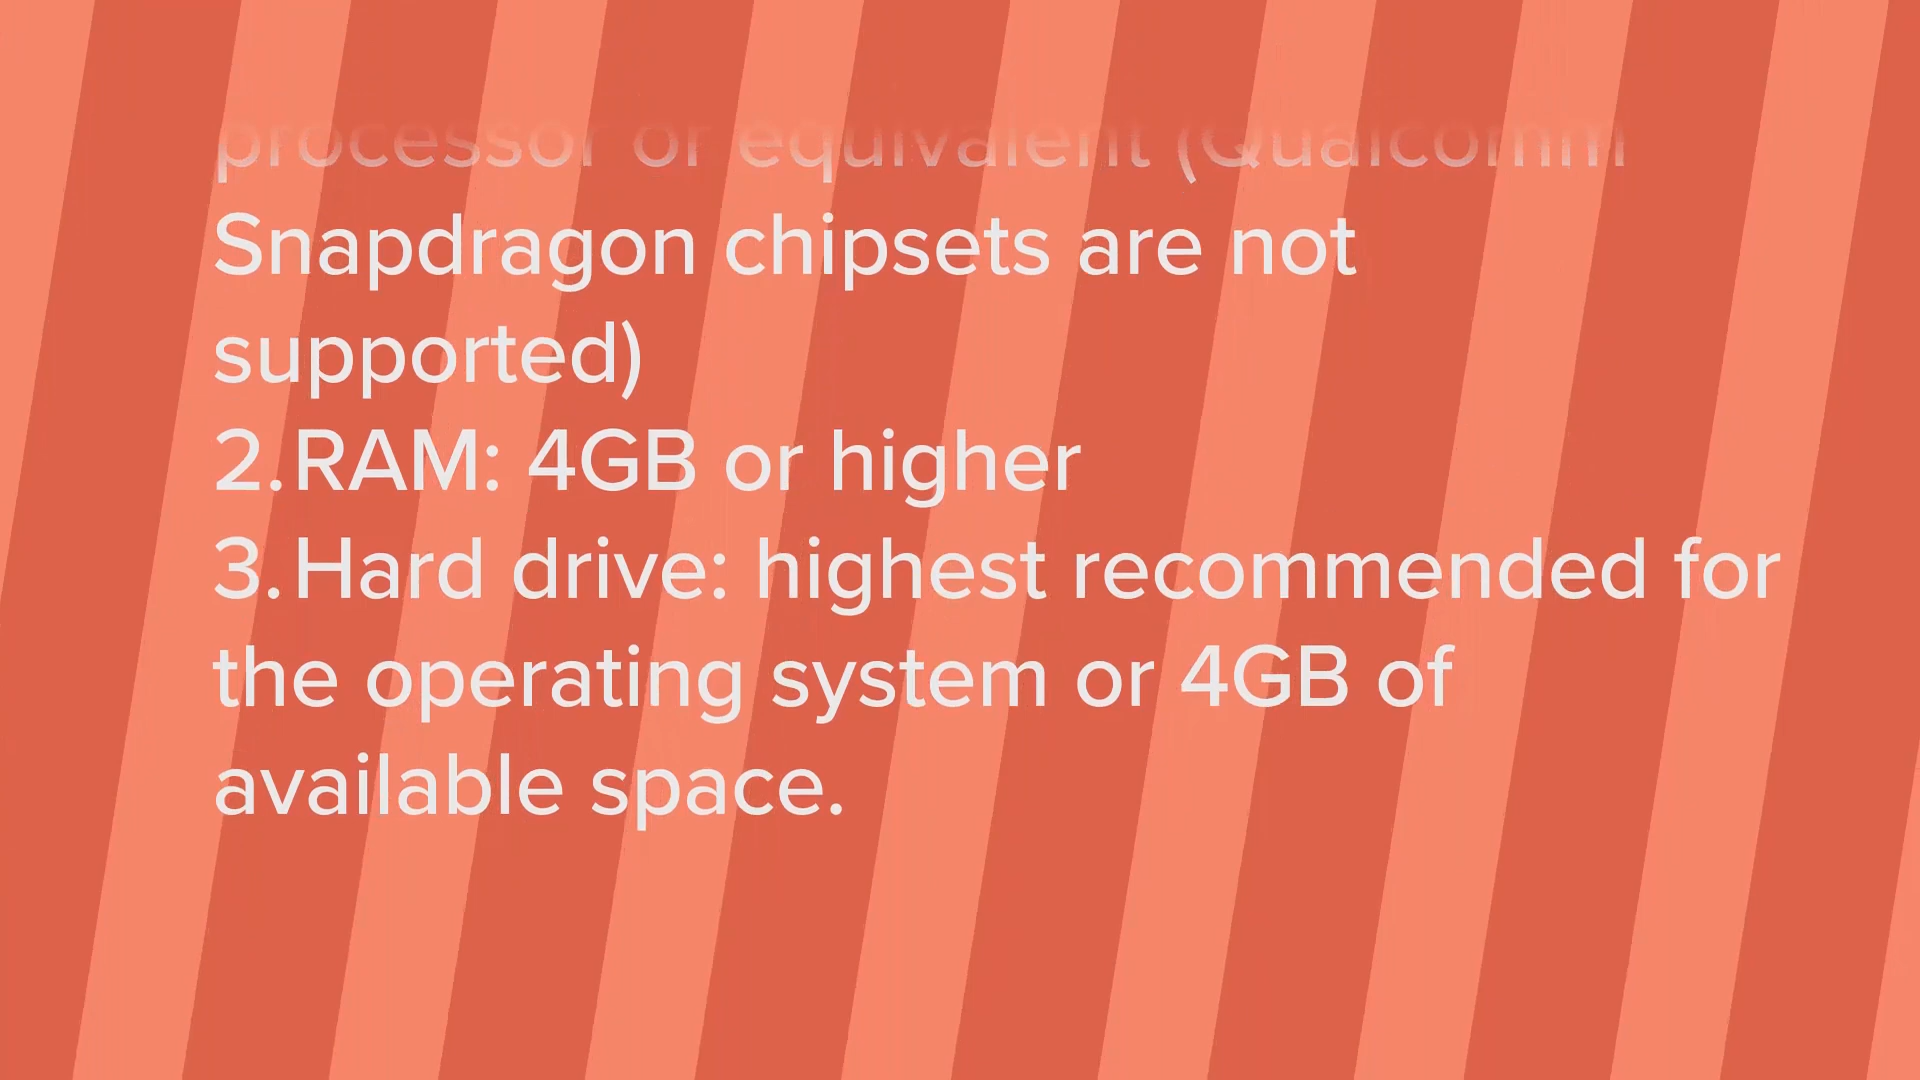 processor or equivalent (Qualcomm
Snapdragon chipsets are not
supported)
2. RAM: 4GB or higher
3. Hard drive: highest recommended for
the operating system or 4GB of
available space.